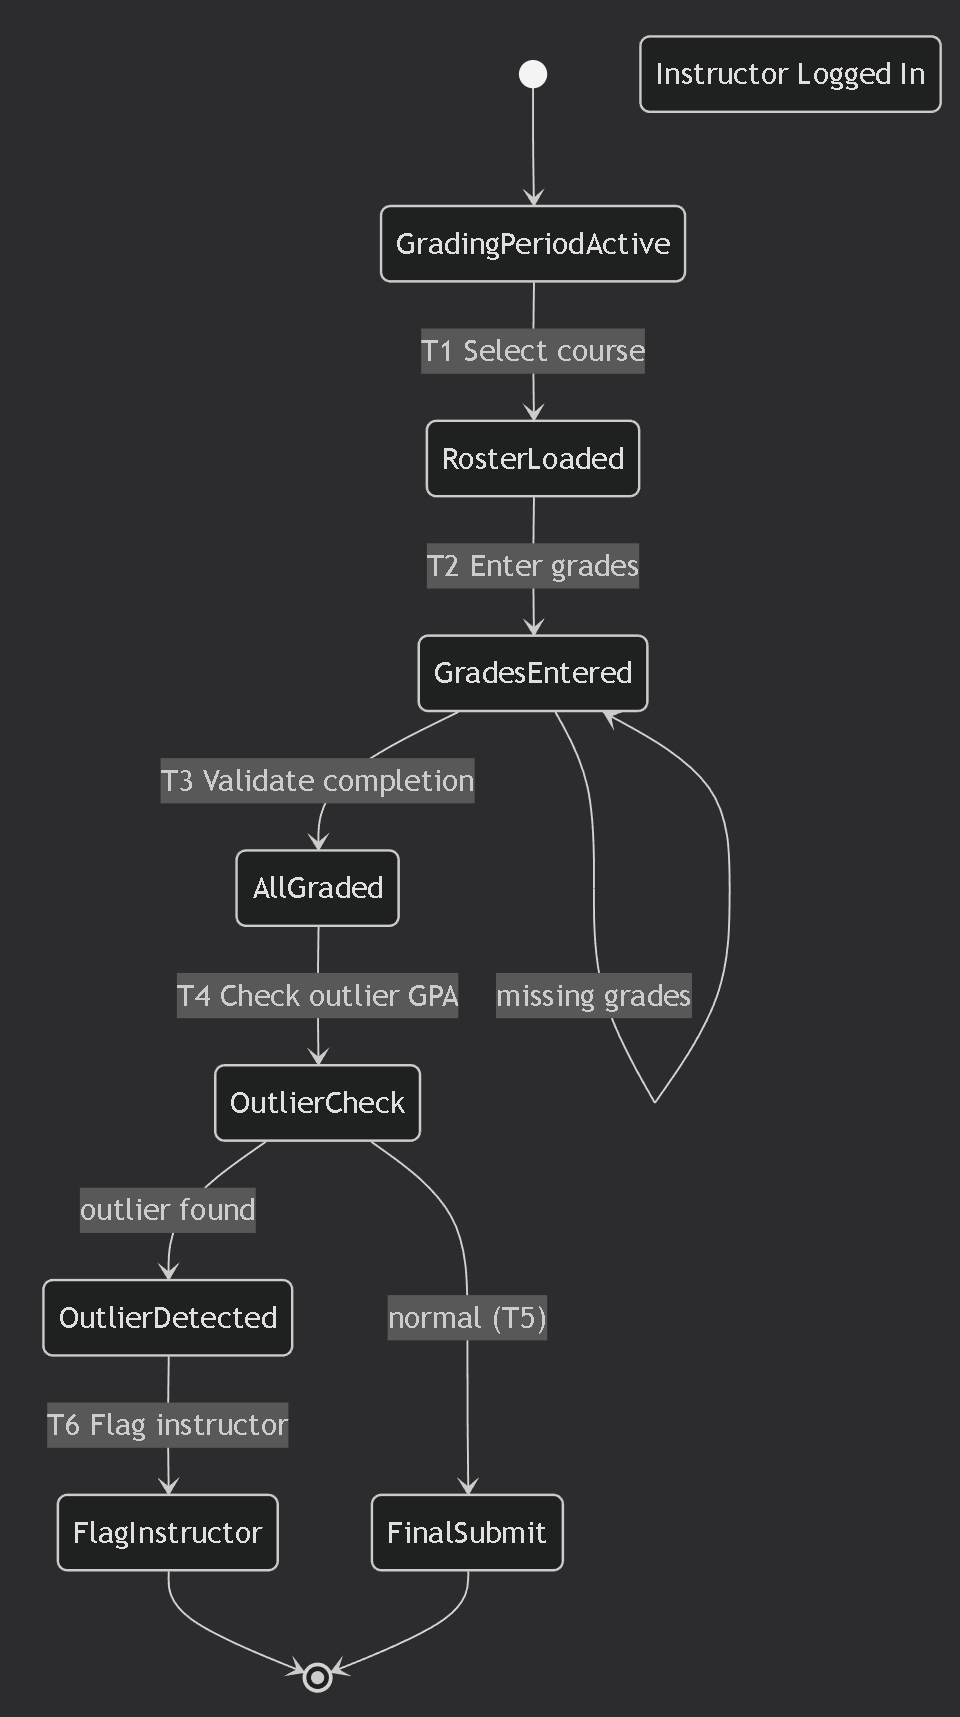 Instructor Logged In
GradingPeriodActive
T1 Select course
RosterLoaded
T2 Enter grades
GradesEntered
T3 Validate completion
AllGraded
T4 Check outlier GPA
missing grades
OutlierCheck
outlier found
OutlierDetected
normal (T5)
T6 Flag instructor
FlagInstructor
FinalSubmit